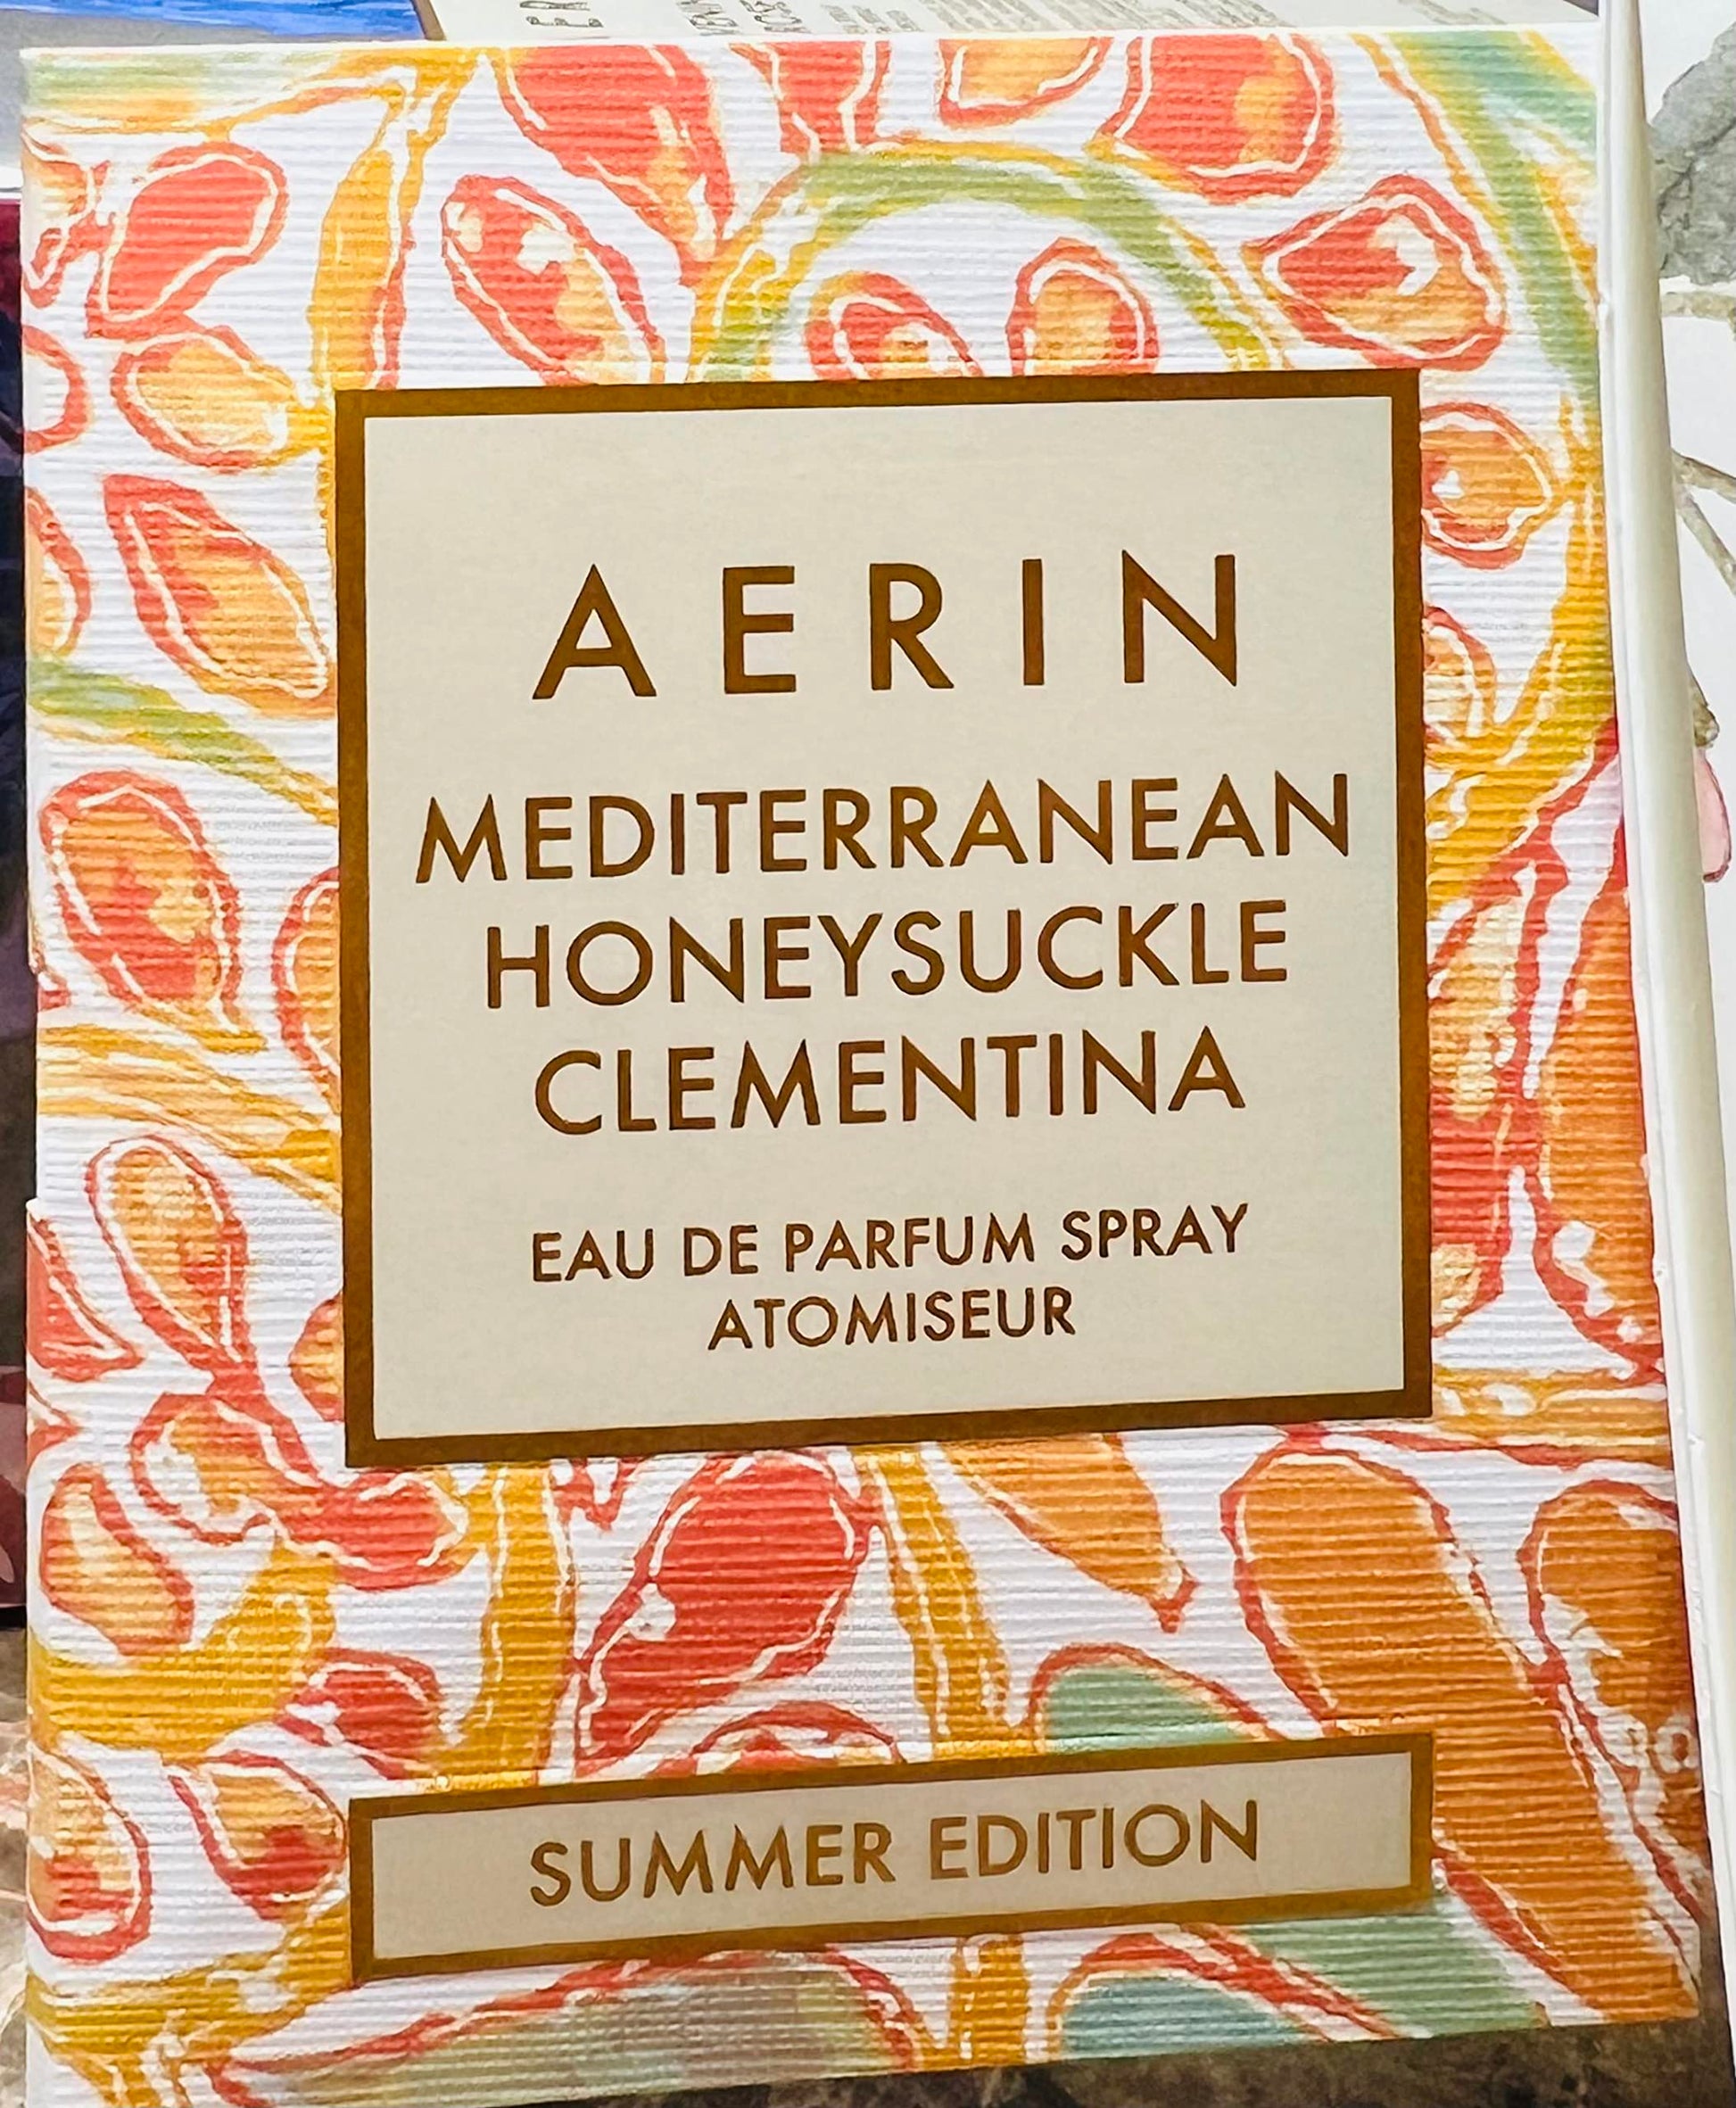 AERIN
MEDITERRANEAN
HONEYSUCKLE
CLEMENTINA
EAU DE PARFUM SPRAY
ATOMISEUR
SUMMER EDITION